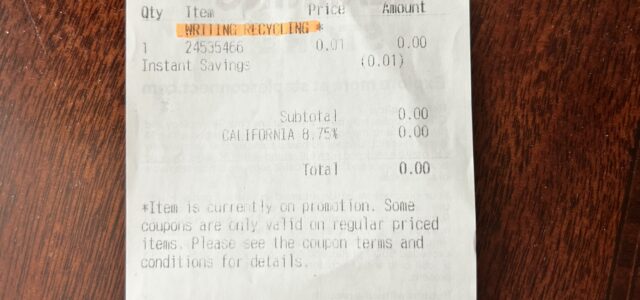 Qty Item Price Amount
WRITING RECYCLING *
1 24535466 0.01 0.00
Instant Savings (0.01)
Subtotal 0.00
CALIFORNIA 8.75% 0.00
Total 0.00
*Item is currently on promotion. Some
coupons are only valid on regular priced
items. Please see the coupon terms and
conditions for details.